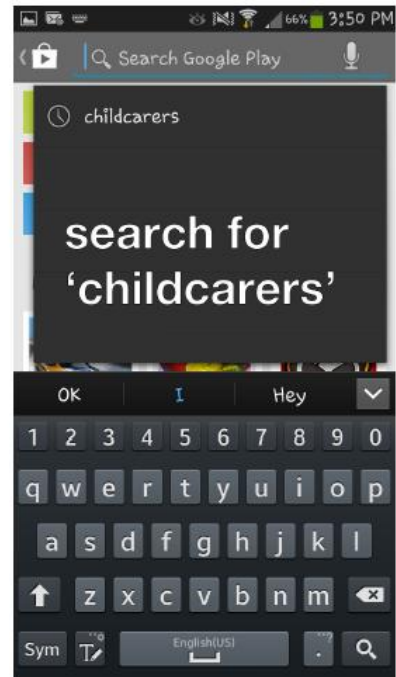 66% 3:50 PM
Search Google Play
childcarers
search for
‘childcarers’
OK I Hey
1 2 3 4 5 6 7 8 9 0
q w e r t y u i o p
a s d f g h j k l
z x c v b n m
English(US)
Sym T . ?